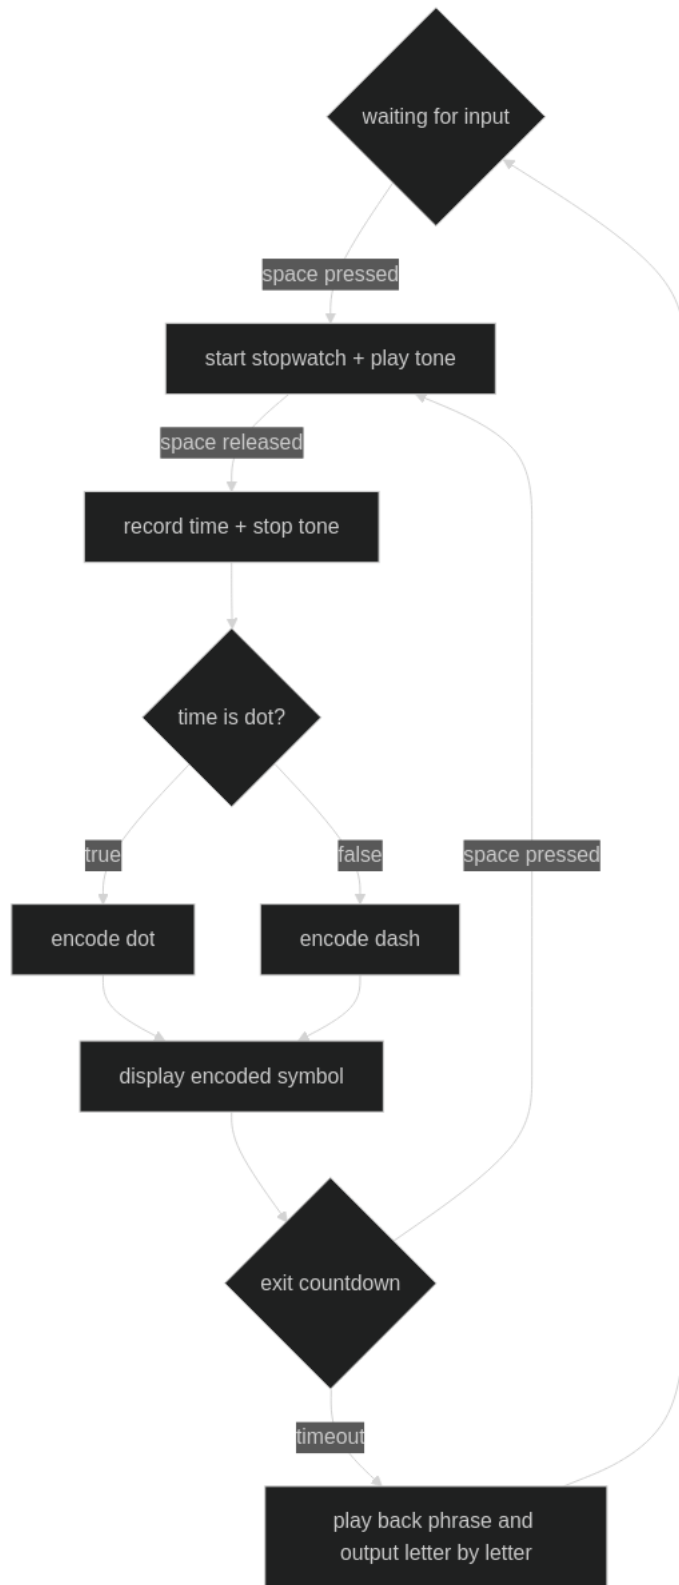 waiting for input
space pressed
start stopwatch + play tone
space released
record time + stop tone
time is dot?
true
false
space pressed
encode dot
encode dash
display encoded symbol
exit countdown
timeout
play back phrase and
output letter by letter